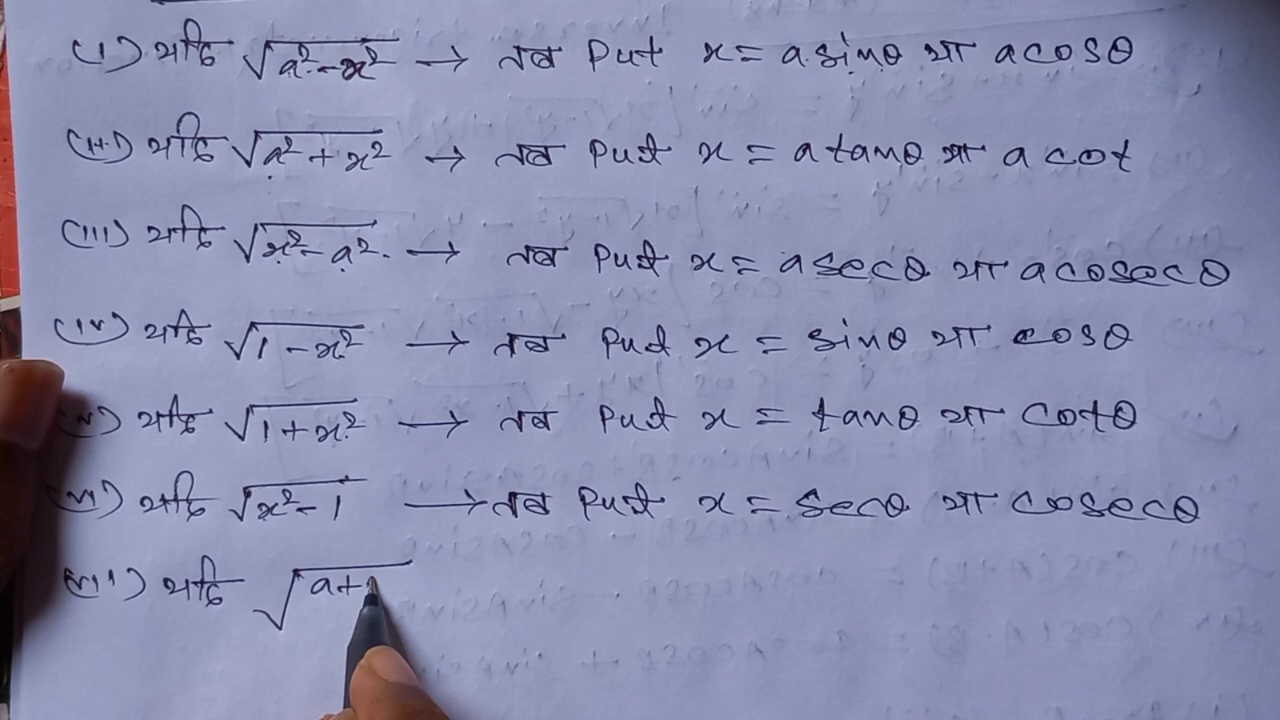 (I) यदि √a²-x² → तब Put x = a sinθ या a cosθ
(II) यदि √a²+x² → तब Put x = a tanθ या a cot
(III) यदि √x²-a² → तब Put x = a secθ या a cosecθ
(IV) यदि √1-x² → तब Put x = sinθ या cosθ
(V) यदि √1+x² → तब Put x = tanθ या cotθ
(VI) यदि √x²-1 → तब Put x = secθ या cosecθ
(VII) यदि √a+